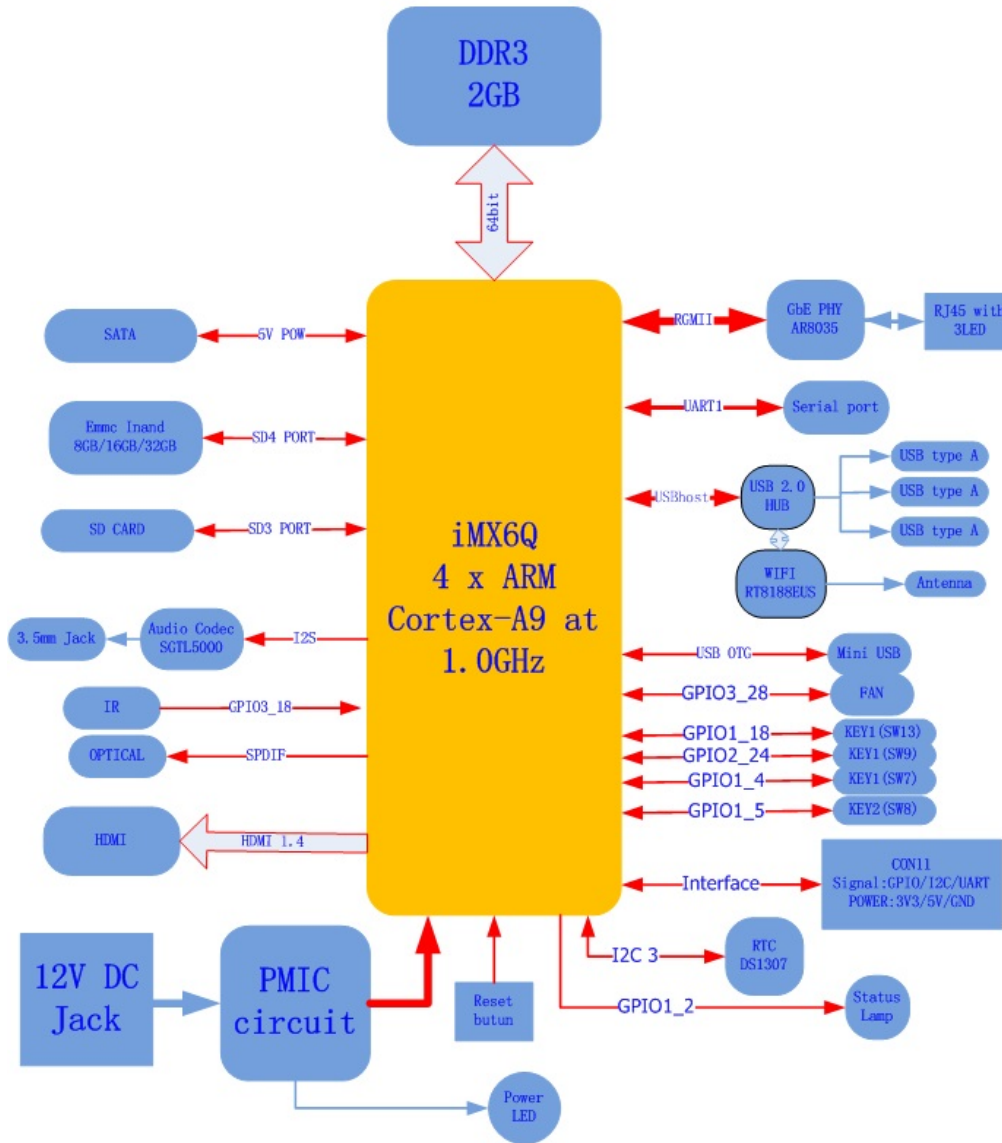 DDR3
2GB
64bit
SATA
5V POW
RGMII
GbE PHY
AR8035
RJ45 with
3LED
Emmc Inand
8GB/16GB/32GB
SD4 PORT
UART1
Serial port
SD CARD
SD3 PORT
USBhost
USB 2.0
HUB
USB type A
USB type A
USB type A
WIFI
RT8188EUS
Antenna
iMX6Q
4 x ARM
Cortex-A9 at
1.0GHz
3.5mm Jack
Audio Codec
SGTL5000
I2S
USB OTG
Mini USB
IR
GPIO3_18
GPIO3_28
FAN
OPTICAL
SPDIF
GPIO1_18
KEY1(SW13)
GPIO2_24
KEY1(SW9)
GPIO1_4
KEY1(SW7)
GPIO1_5
KEY2(SW8)
HDMI
HDMI 1.4
Interface
CON11
Signal:GPIO/I2C/UART
POWER:3V3/5V/GND
12V DC
Jack
PMIC
circuit
Reset
butun
I2C 3
RTC
DS1307
GPIO1_2
Status
Lamp
Power
LED